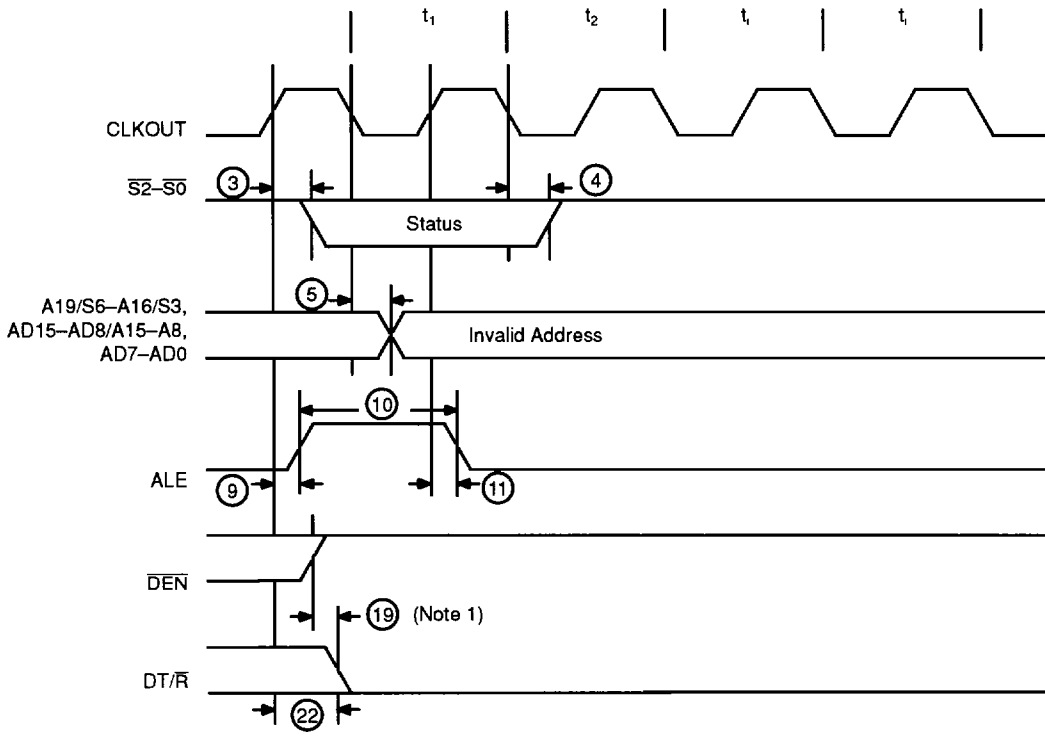 t1 t2 tᵢ tᵢ
CLKOUT
S2–S0 3 4
Status
5
A19/S6–A16/S3,
AD15–AD8/A15–A8,
AD7–AD0
Invalid Address
10
ALE
9 11
DEN
19 (Note 1)
DT/R
22